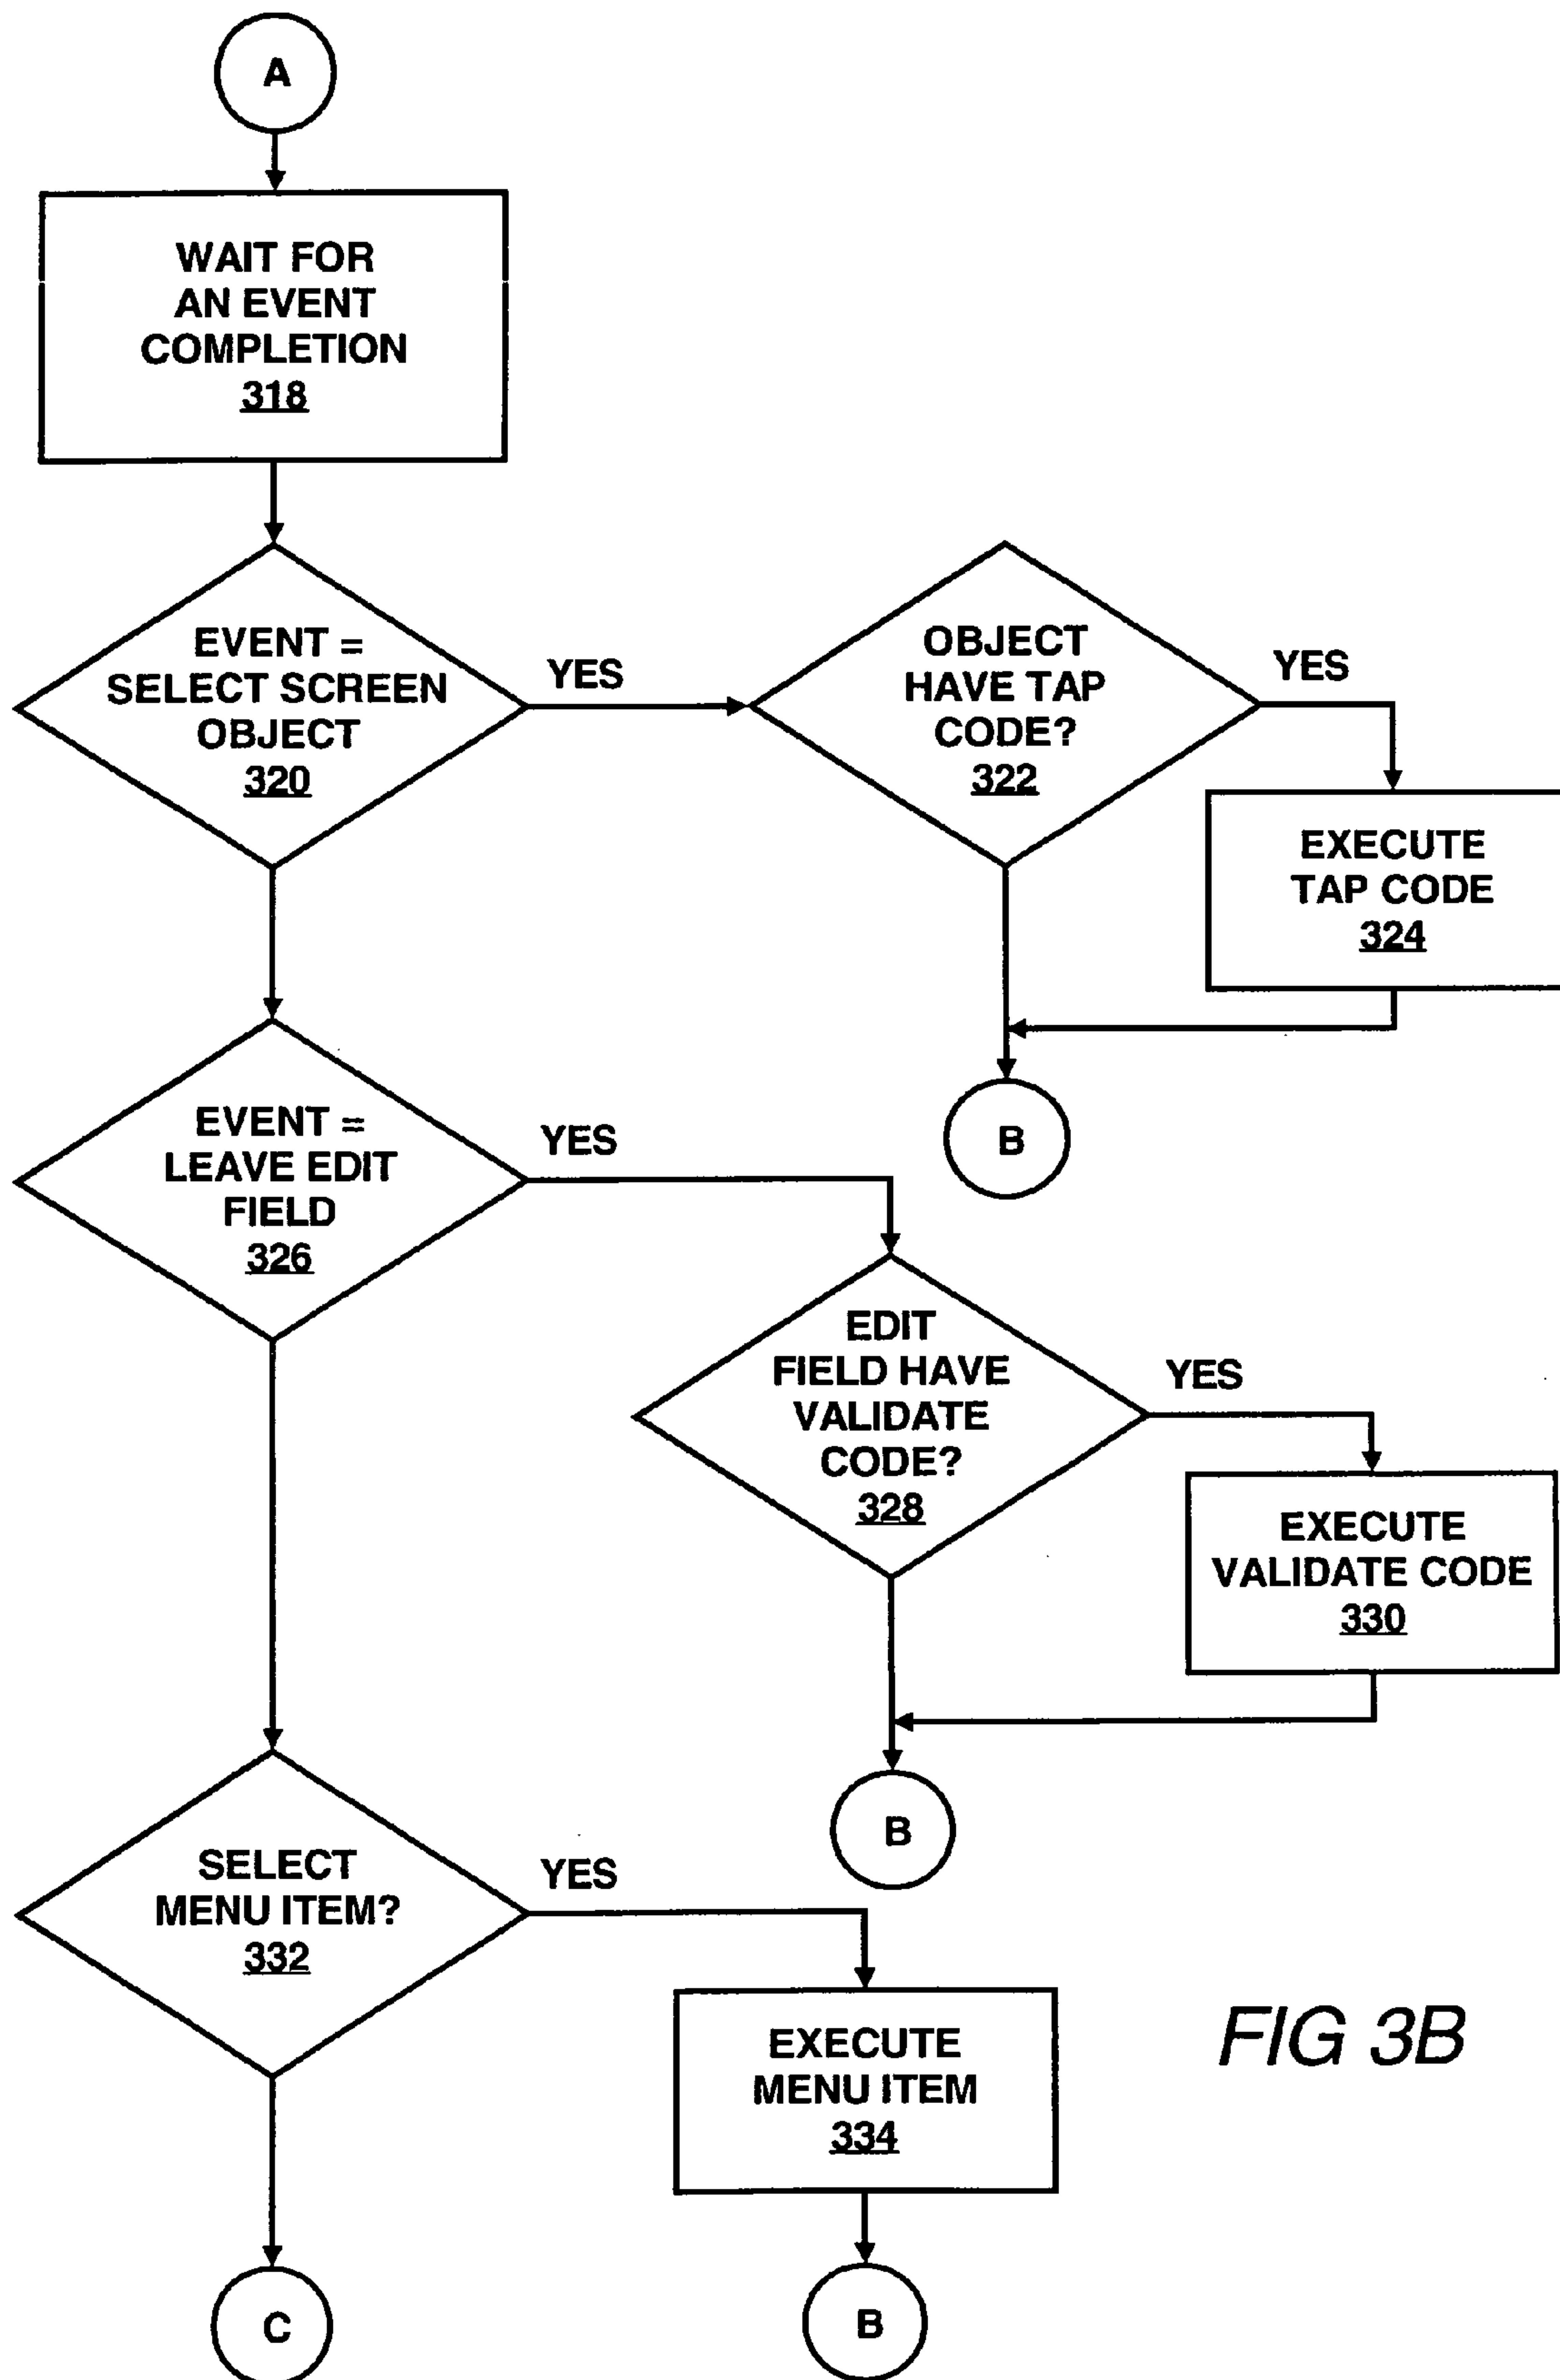 A
WAIT FOR
AN EVENT
COMPLETION
318
EVENT =
SELECT SCREEN
OBJECT
320
YES
OBJECT
HAVE TAP
CODE?
322
YES
EXECUTE
TAP CODE
324
B
EVENT =
LEAVE EDIT
FIELD
326
YES
EDIT
FIELD HAVE
VALIDATE
CODE?
328
YES
EXECUTE
VALIDATE CODE
330
B
SELECT
MENU ITEM?
332
YES
EXECUTE
MENU ITEM
334
B
C
FIG 3B